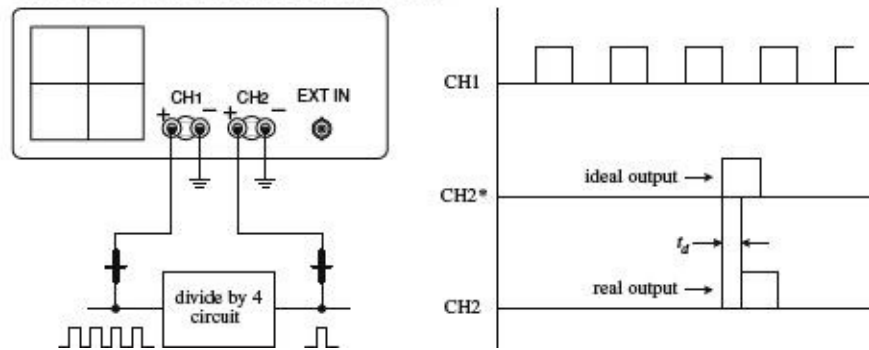 CH1
CH2
EXT IN
+
−
+
−
divide by 4
circuit
CH1
ideal output
CH2*
t_d
real output
CH2